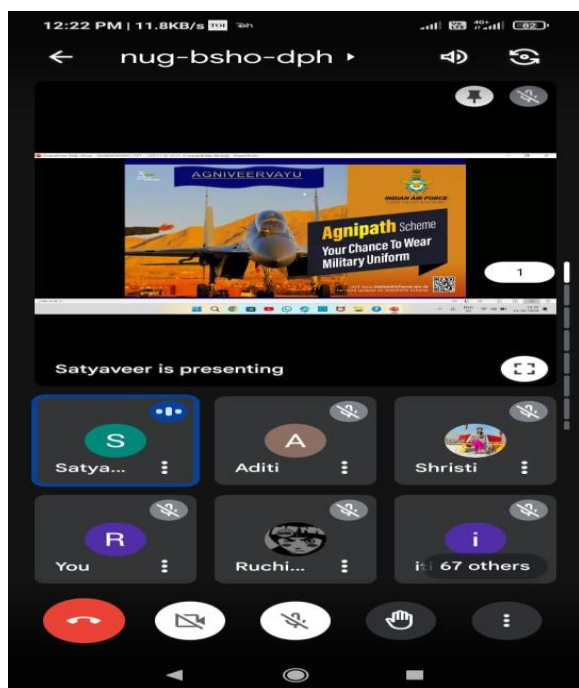 12:22 PM | 11.8KB/s
82
nug-bsho-dph
AGNIVEERVAYU
INDIAN AIR FORCE
Agnipath Scheme
Your Chance To Wear
Military Uniform
1
Satyaveer is presenting
S
A
Satya...
Aditi
Shristi
R
i
You
Ruchi...
67 others